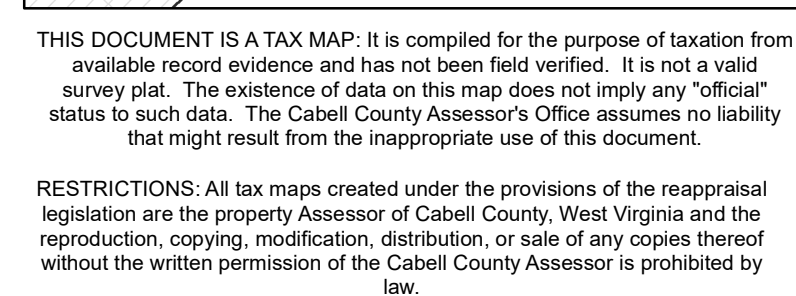 THIS DOCUMENT IS A TAX MAP: It is compiled for the purpose of taxation from
available record evidence and has not been field verified.  It is not a valid
survey plat.  The existence of data on this map does not imply any "official"
status to such data.  The Cabell County Assessor's Office assumes no liability
that might result from the inappropriate use of this document.
RESTRICTIONS: All tax maps created under the provisions of the reappraisal
legislation are the property Assessor of Cabell County, West Virginia and the
reproduction, copying, modification, distribution, or sale of any copies thereof
without the written permission of the Cabell County Assessor is prohibited by
law.